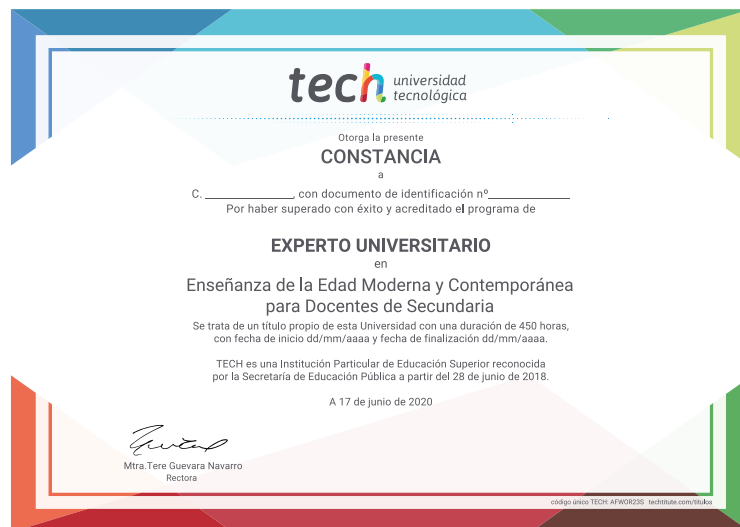 tech universidad
tecnológica
Otorga la presente
CONSTANCIA
a
C. ________________, con documento de identificación nº______________
Por haber superado con éxito y acreditado el programa de
EXPERTO UNIVERSITARIO
en
Enseñanza de la Edad Moderna y Contemporánea
para Docentes de Secundaria
Se trata de un título propio de esta Universidad con una duración de 450 horas,
con fecha de inicio dd/mm/aaaa y fecha de finalización dd/mm/aaaa.
TECH es una Institución Particular de Educación Superior reconocida
por la Secretaría de Educación Pública a partir del 28 de junio de 2018.
A 17 de junio de 2020
Mtra.Tere Guevara Navarro
Rectora
código único TECH: AFWOR23S techtitute.com/titulos